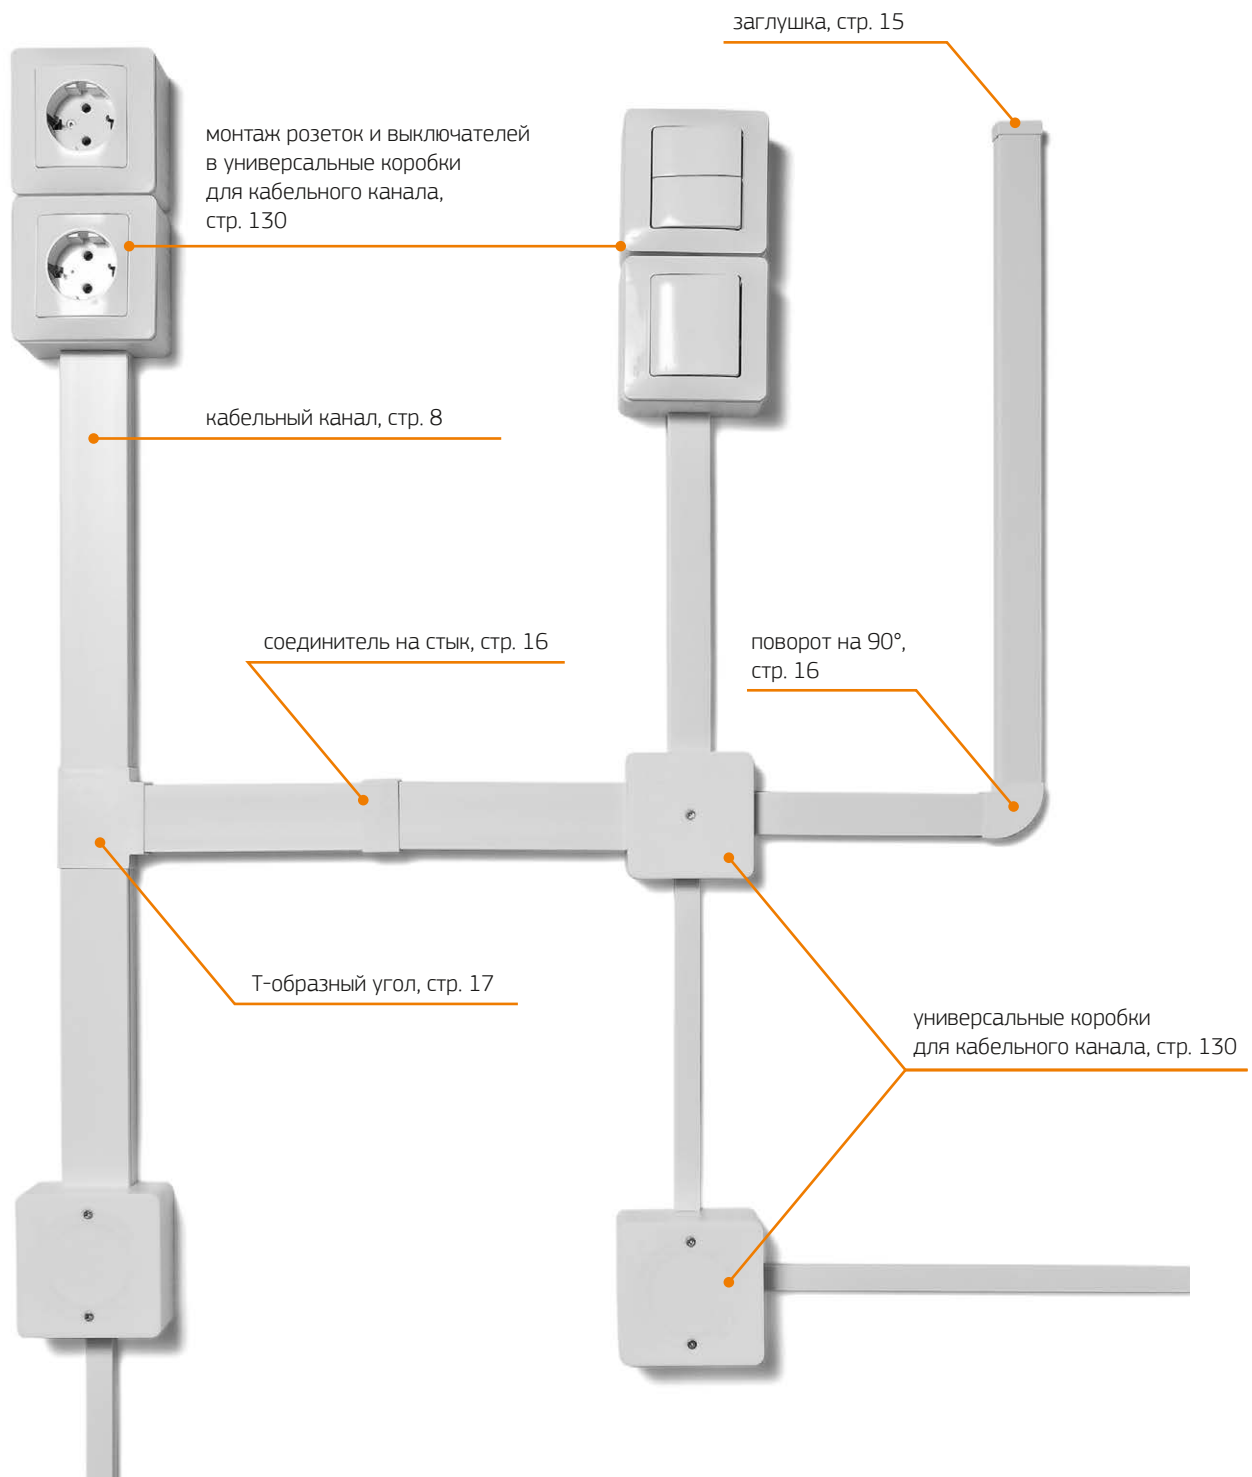 заглушка, стр. 15
монтаж розеток и выключателей
в универсальные коробки
для кабельного канала,
стр. 130
кабельный канал, стр. 8
соединитель на стык, стр. 16
поворот на 90°,
стр. 16
Т-образный угол, стр. 17
универсальные коробки
для кабельного канала, стр. 130